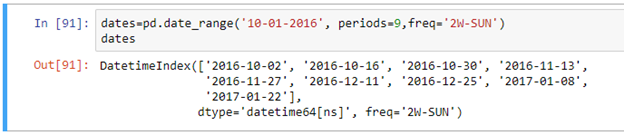 In [91]: dates=pd.date_range('10-01-2016', periods=9,freq='2W-SUN')
dates
Out[91]: DatetimeIndex(['2016-10-02', '2016-10-16', '2016-10-30', '2016-11-13',
'2016-11-27', '2016-12-11', '2016-12-25', '2017-01-08',
'2017-01-22'],
dtype='datetime64[ns]', freq='2W-SUN')